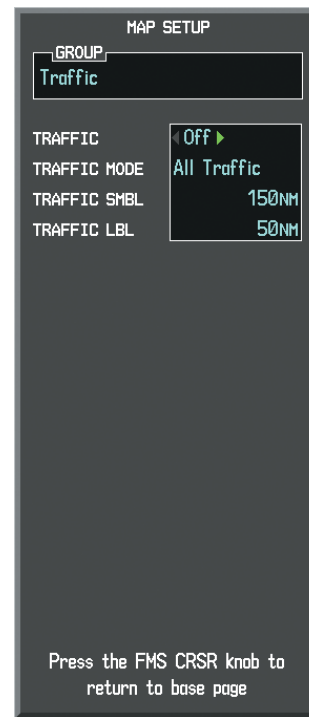 MAP SETUP
GROUP
Traffic
TRAFFIC Off
TRAFFIC MODE All Traffic
TRAFFIC SMBL 150NM
TRAFFIC LBL 50NM
Press the FMS CRSR knob to
return to base page